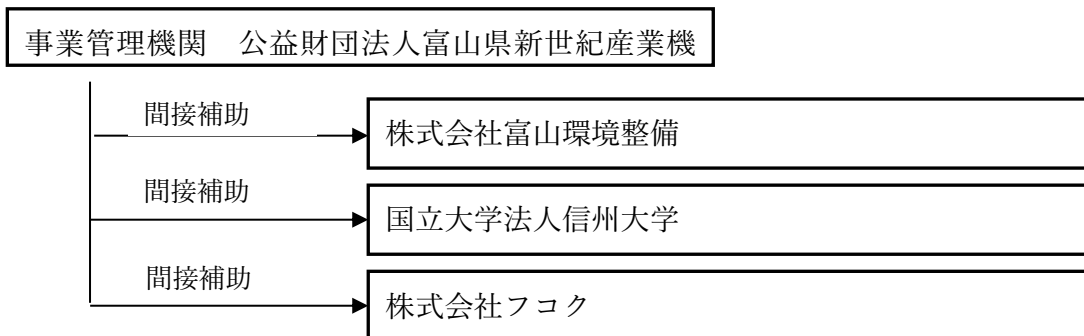 事業管理機関　公益財団法人富山県新世紀産業機
間接補助
株式会社富山環境整備
間接補助
国立大学法人信州大学
間接補助
株式会社フコク